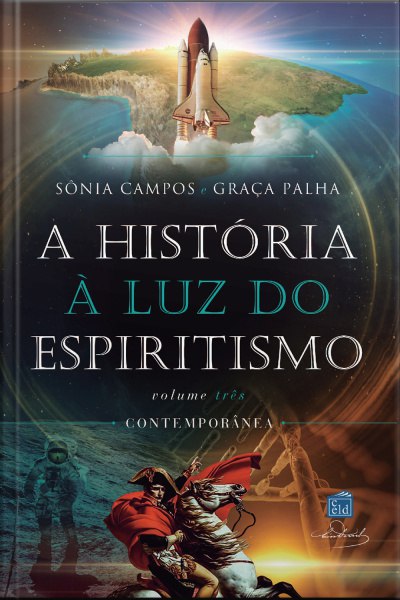 SÔNIA CAMPOS e GRAÇA PALHA
A HISTÓRIA
À LUZ DO
ESPIRITISMO
volume três
CONTEMPORÂNEA